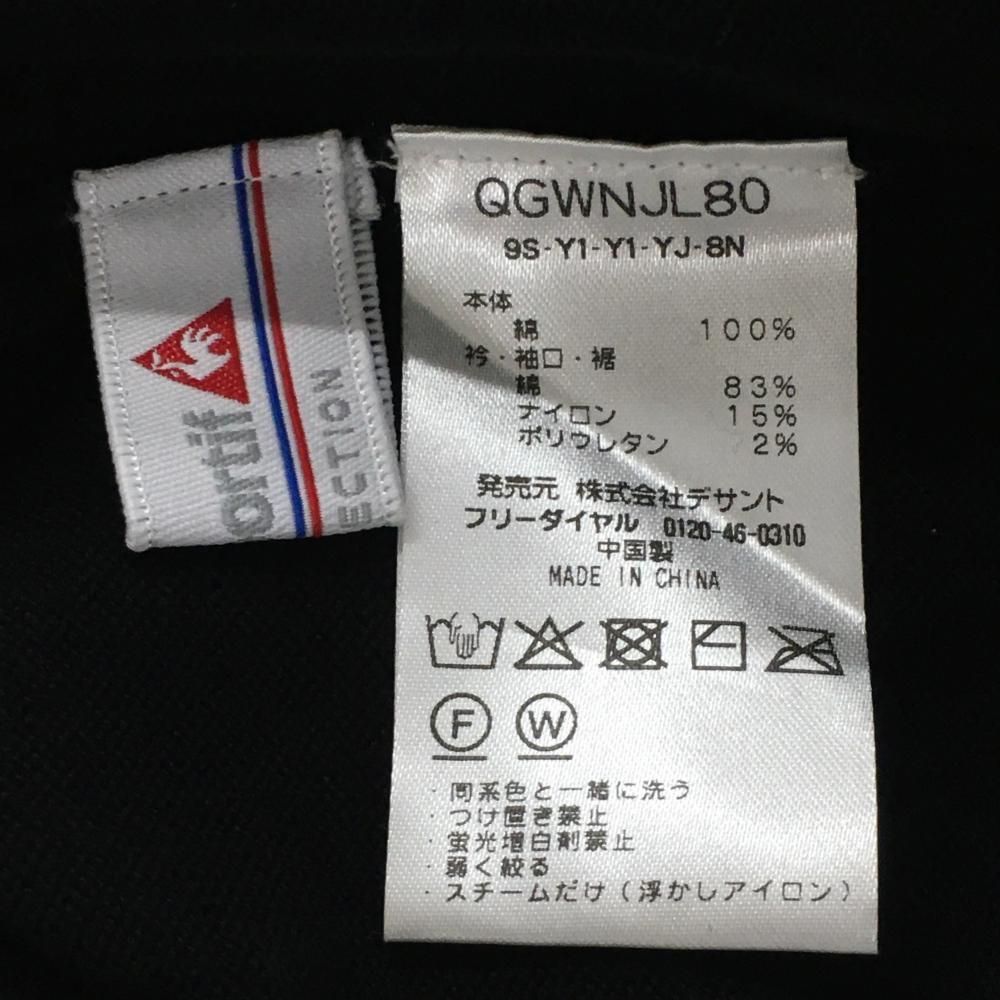 ortif
ECTION
QGWNJL80
9S-Y1-Y1-YJ-8N
本体
綿 100%
衿・袖口・裾
綿 83%
ナイロン 15%
ポリウレタン 2%
発売元 株式会社デサント
フリーダイヤル 0120-46-0310
中国製
MADE IN CHINA
F W
・同系色と一緒に洗う
・つけ置き禁止
・蛍光増白剤禁止
・弱く絞る
・スチームだけ(浮かしアイロン)